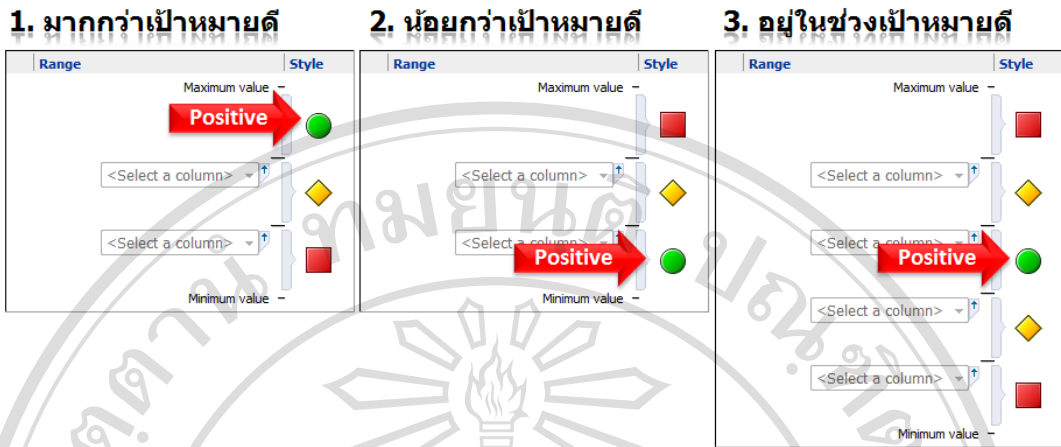 1. มากกว่าเป้าหมายดี
Range Style
Maximum value
Positive
<Select a column>
<Select a column>
Minimum value
2. น้อยกว่าเป้าหมายดี
Range Style
Maximum value
<Select a column>
<Select a column>
Positive
Minimum value
3. อยู่ในช่วงเป้าหมายดี
Range Style
Maximum value
<Select a column>
<Select a column>
Positive
<Select a column>
<Select a column>
Minimum value